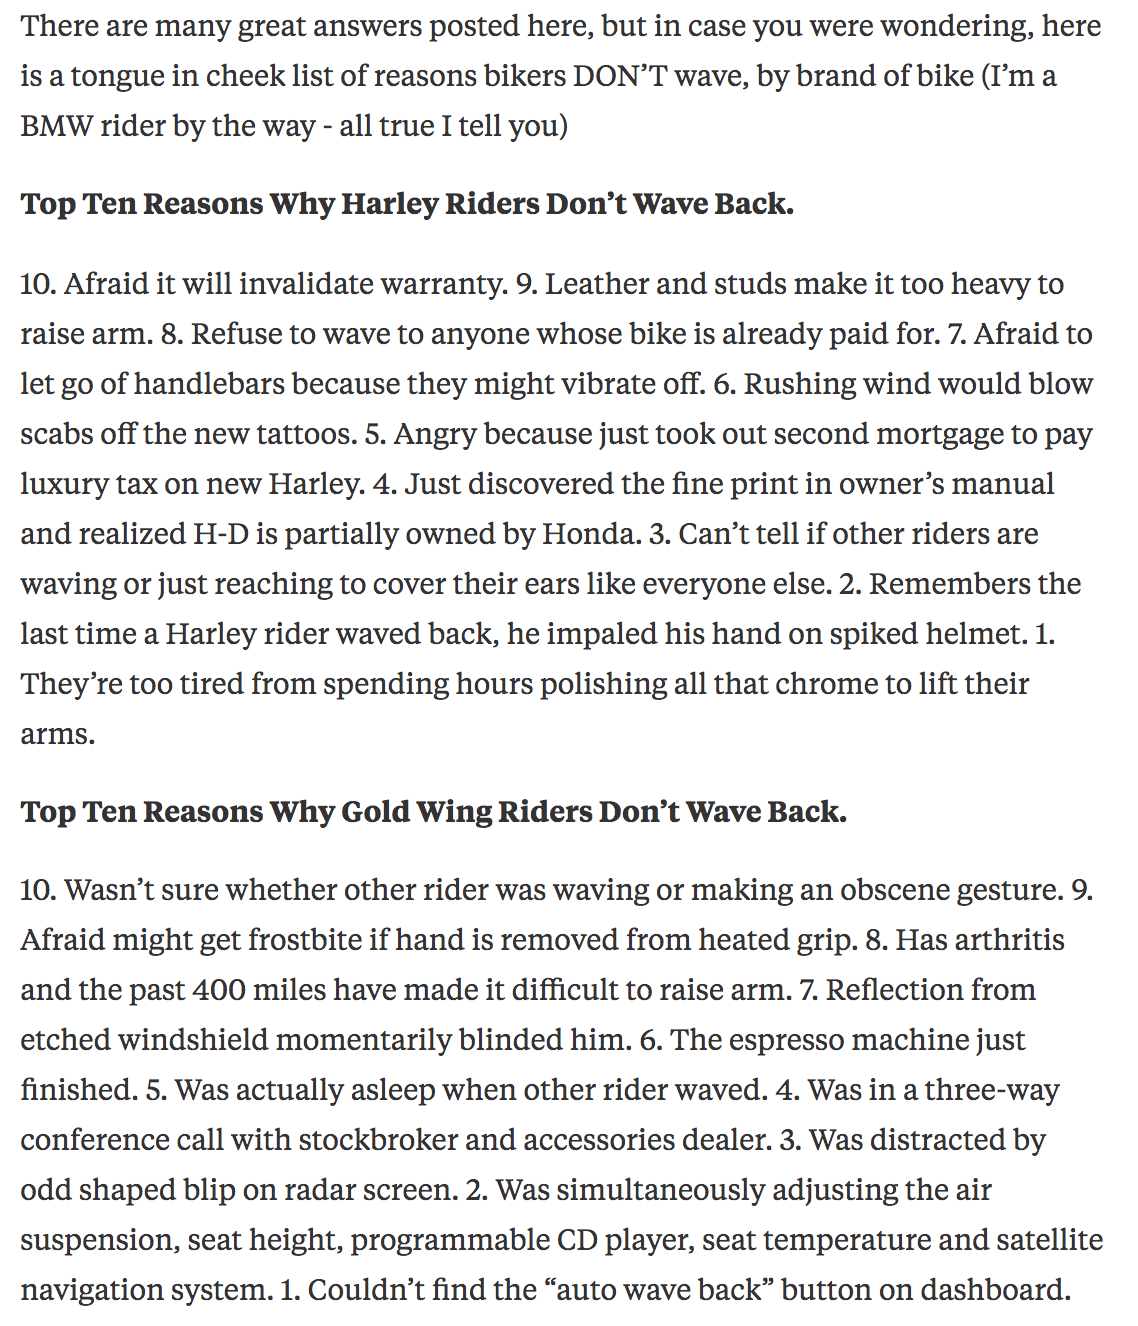 There are many great answers posted here, but in case you were wondering, here
is a tongue in cheek list of reasons bikers DON’T wave, by brand of bike (I’m a
BMW rider by the way - all true I tell you)
Top Ten Reasons Why Harley Riders Don’t Wave Back.
10. Afraid it will invalidate warranty. 9. Leather and studs make it too heavy to
raise arm. 8. Refuse to wave to anyone whose bike is already paid for. 7. Afraid to
let go of handlebars because they might vibrate off. 6. Rushing wind would blow
scabs off the new tattoos. 5. Angry because just took out second mortgage to pay
luxury tax on new Harley. 4. Just discovered the fine print in owner’s manual
and realized H-D is partially owned by Honda. 3. Can’t tell if other riders are
waving or just reaching to cover their ears like everyone else. 2. Remembers the
last time a Harley rider waved back, he impaled his hand on spiked helmet. 1.
They’re too tired from spending hours polishing all that chrome to lift their
arms.
Top Ten Reasons Why Gold Wing Riders Don’t Wave Back.
10. Wasn’t sure whether other rider was waving or making an obscene gesture. 9.
Afraid might get frostbite if hand is removed from heated grip. 8. Has arthritis
and the past 400 miles have made it difficult to raise arm. 7. Reflection from
etched windshield momentarily blinded him. 6. The espresso machine just
finished. 5. Was actually asleep when other rider waved. 4. Was in a three-way
conference call with stockbroker and accessories dealer. 3. Was distracted by
odd shaped blip on radar screen. 2. Was simultaneously adjusting the air
suspension, seat height, programmable CD player, seat temperature and satellite
navigation system. 1. Couldn’t find the “auto wave back” button on dashboard.